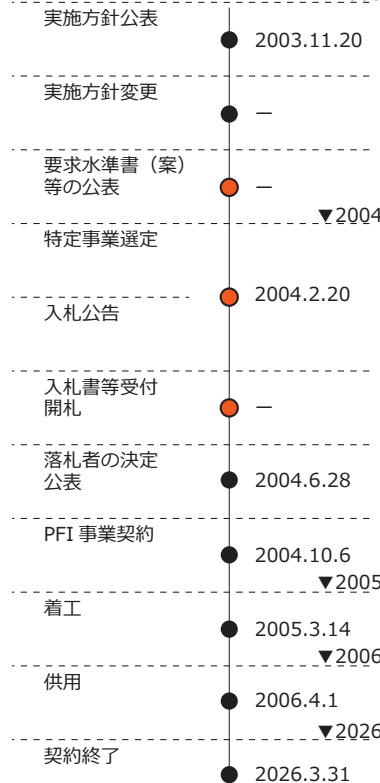 実施方針公表
2003.11.20
実施方針変更
―
要求水準書（案）
等の公表
―
▼2004
特定事業選定
2004.2.20
入札公告
入札書等受付
開札
―
落札者の決定
公表
2004.6.28
PFI 事業契約
2004.10.6
▼2005
着工
2005.3.14
▼2006
供用
2006.4.1
▼2026
契約終了
2026.3.31